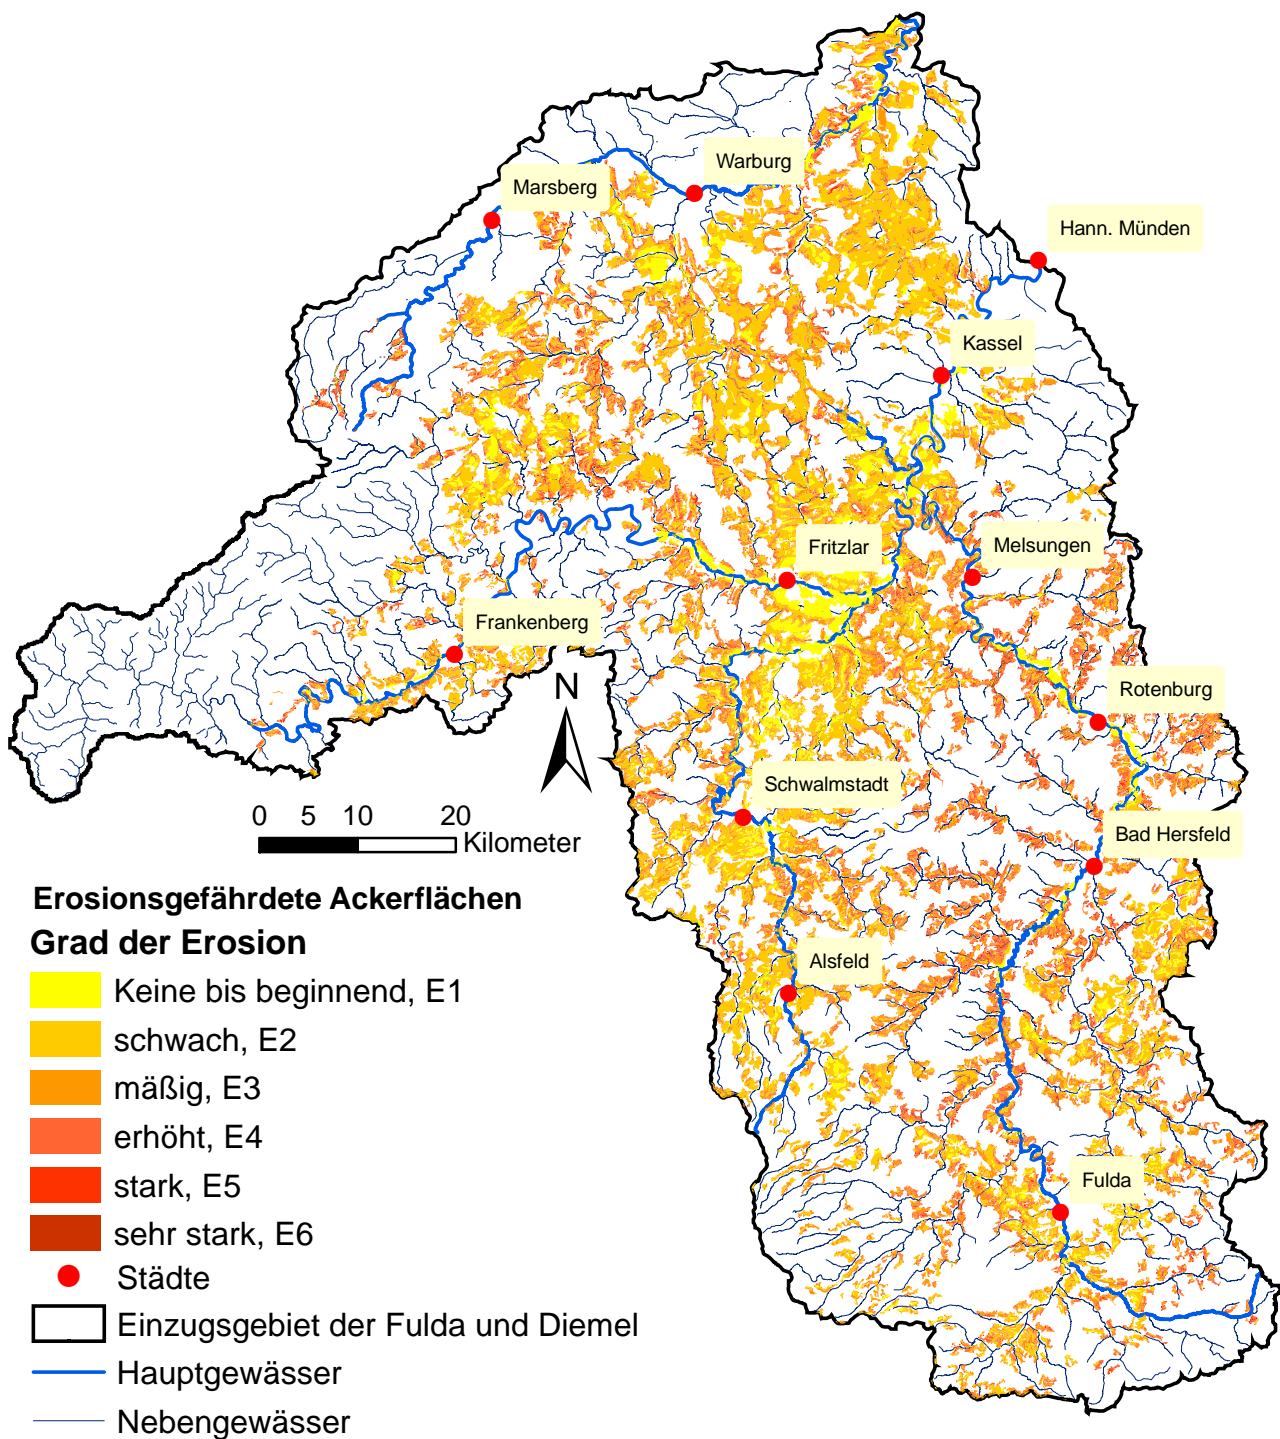 Warburg
Marsberg
Hann. Münden
Kassel
Fritzlar
Melsungen
Frankenberg
N
Rotenburg
Schwalmstadt
0 5 10 20
Kilometer
Bad Hersfeld
Erosionsgefährdete Ackerflächen
Grad der Erosion
Alsfeld
Keine bis beginnend, E1
schwach, E2
mäßig, E3
erhöht, E4
stark, E5
Fulda
sehr stark, E6
Städte
Einzugsgebiet der Fulda und Diemel
Hauptgewässer
Nebengewässer